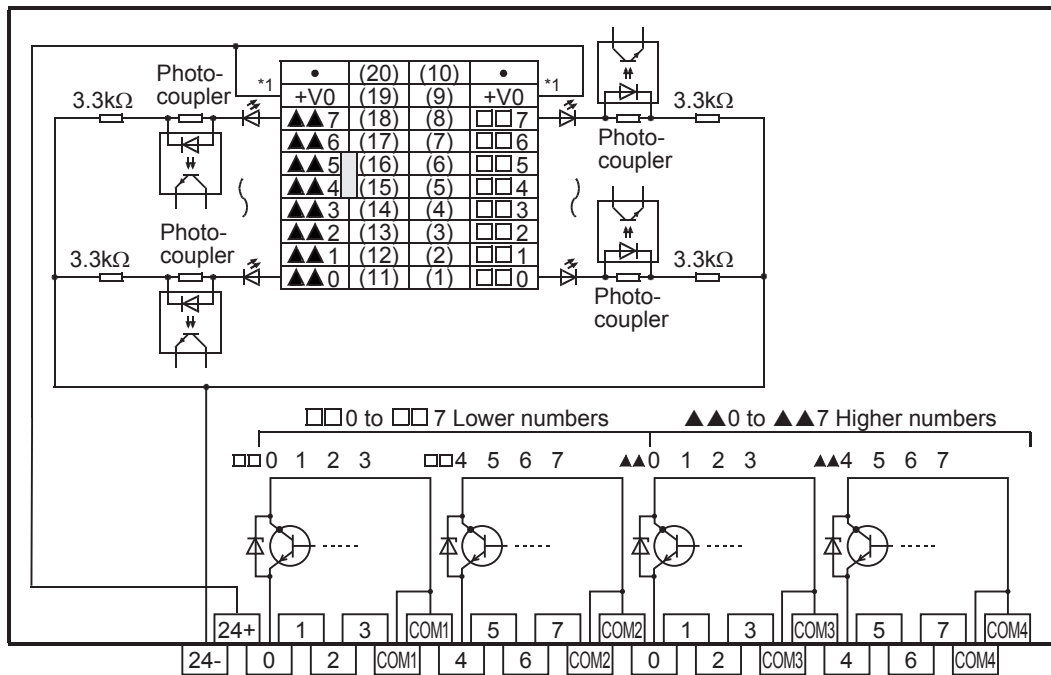 Photo-
coupler
3.3kΩ
*1
• (20) (10) •
+V0 (19) (9) +V0
▲▲7 (18) (8) □□7
▲▲6 (17) (7) □□6
▲▲5 (16) (6) □□5
▲▲4 (15) (5) □□4
▲▲3 (14) (4) □□3
▲▲2 (13) (3) □□2
▲▲1 (12) (2) □□1
▲▲0 (11) (1) □□0
*1
Photo-
coupler
3.3kΩ
Photo-
coupler
3.3kΩ
Photo-
coupler
3.3kΩ
□□0 to □□7 Lower numbers ▲▲0 to ▲▲7 Higher numbers
□□0 1 2 3 □□4 5 6 7 ▲▲0 1 2 3 ▲▲4 5 6 7
24+ 1 3 COM1 5 7 COM2 1 3 COM3 5 7 COM4
24- 0 2 COM1 4 6 COM2 0 2 COM3 4 6 COM4